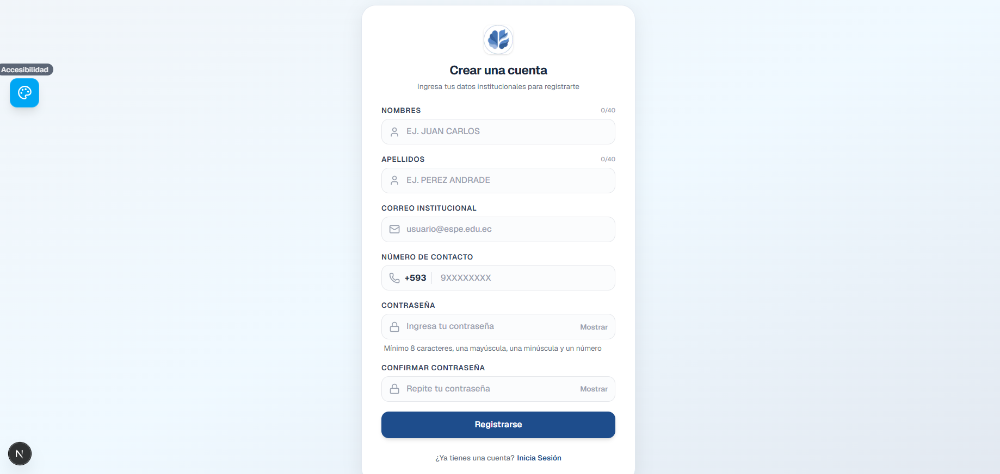 Crear una cuenta
Ingresa tus datos institucionales para registrarte
Accesibilidad
NOMBRES 0/40
EJ. JUAN CARLOS
APELLIDOS 0/40
EJ. PEREZ ANDRADE
CORREO INSTITUCIONAL
usuario@espe.edu.ec
NÚMERO DE CONTACTO
+593 9XXXXXXXX
CONTRASEÑA
Ingresa tu contraseña Mostrar
Mínimo 8 caracteres, una mayúscula, una minúscula y un número
CONFIRMAR CONTRASEÑA
Repite tu contraseña Mostrar
Registrarse
¿Ya tienes una cuenta? Inicia Sesión
N